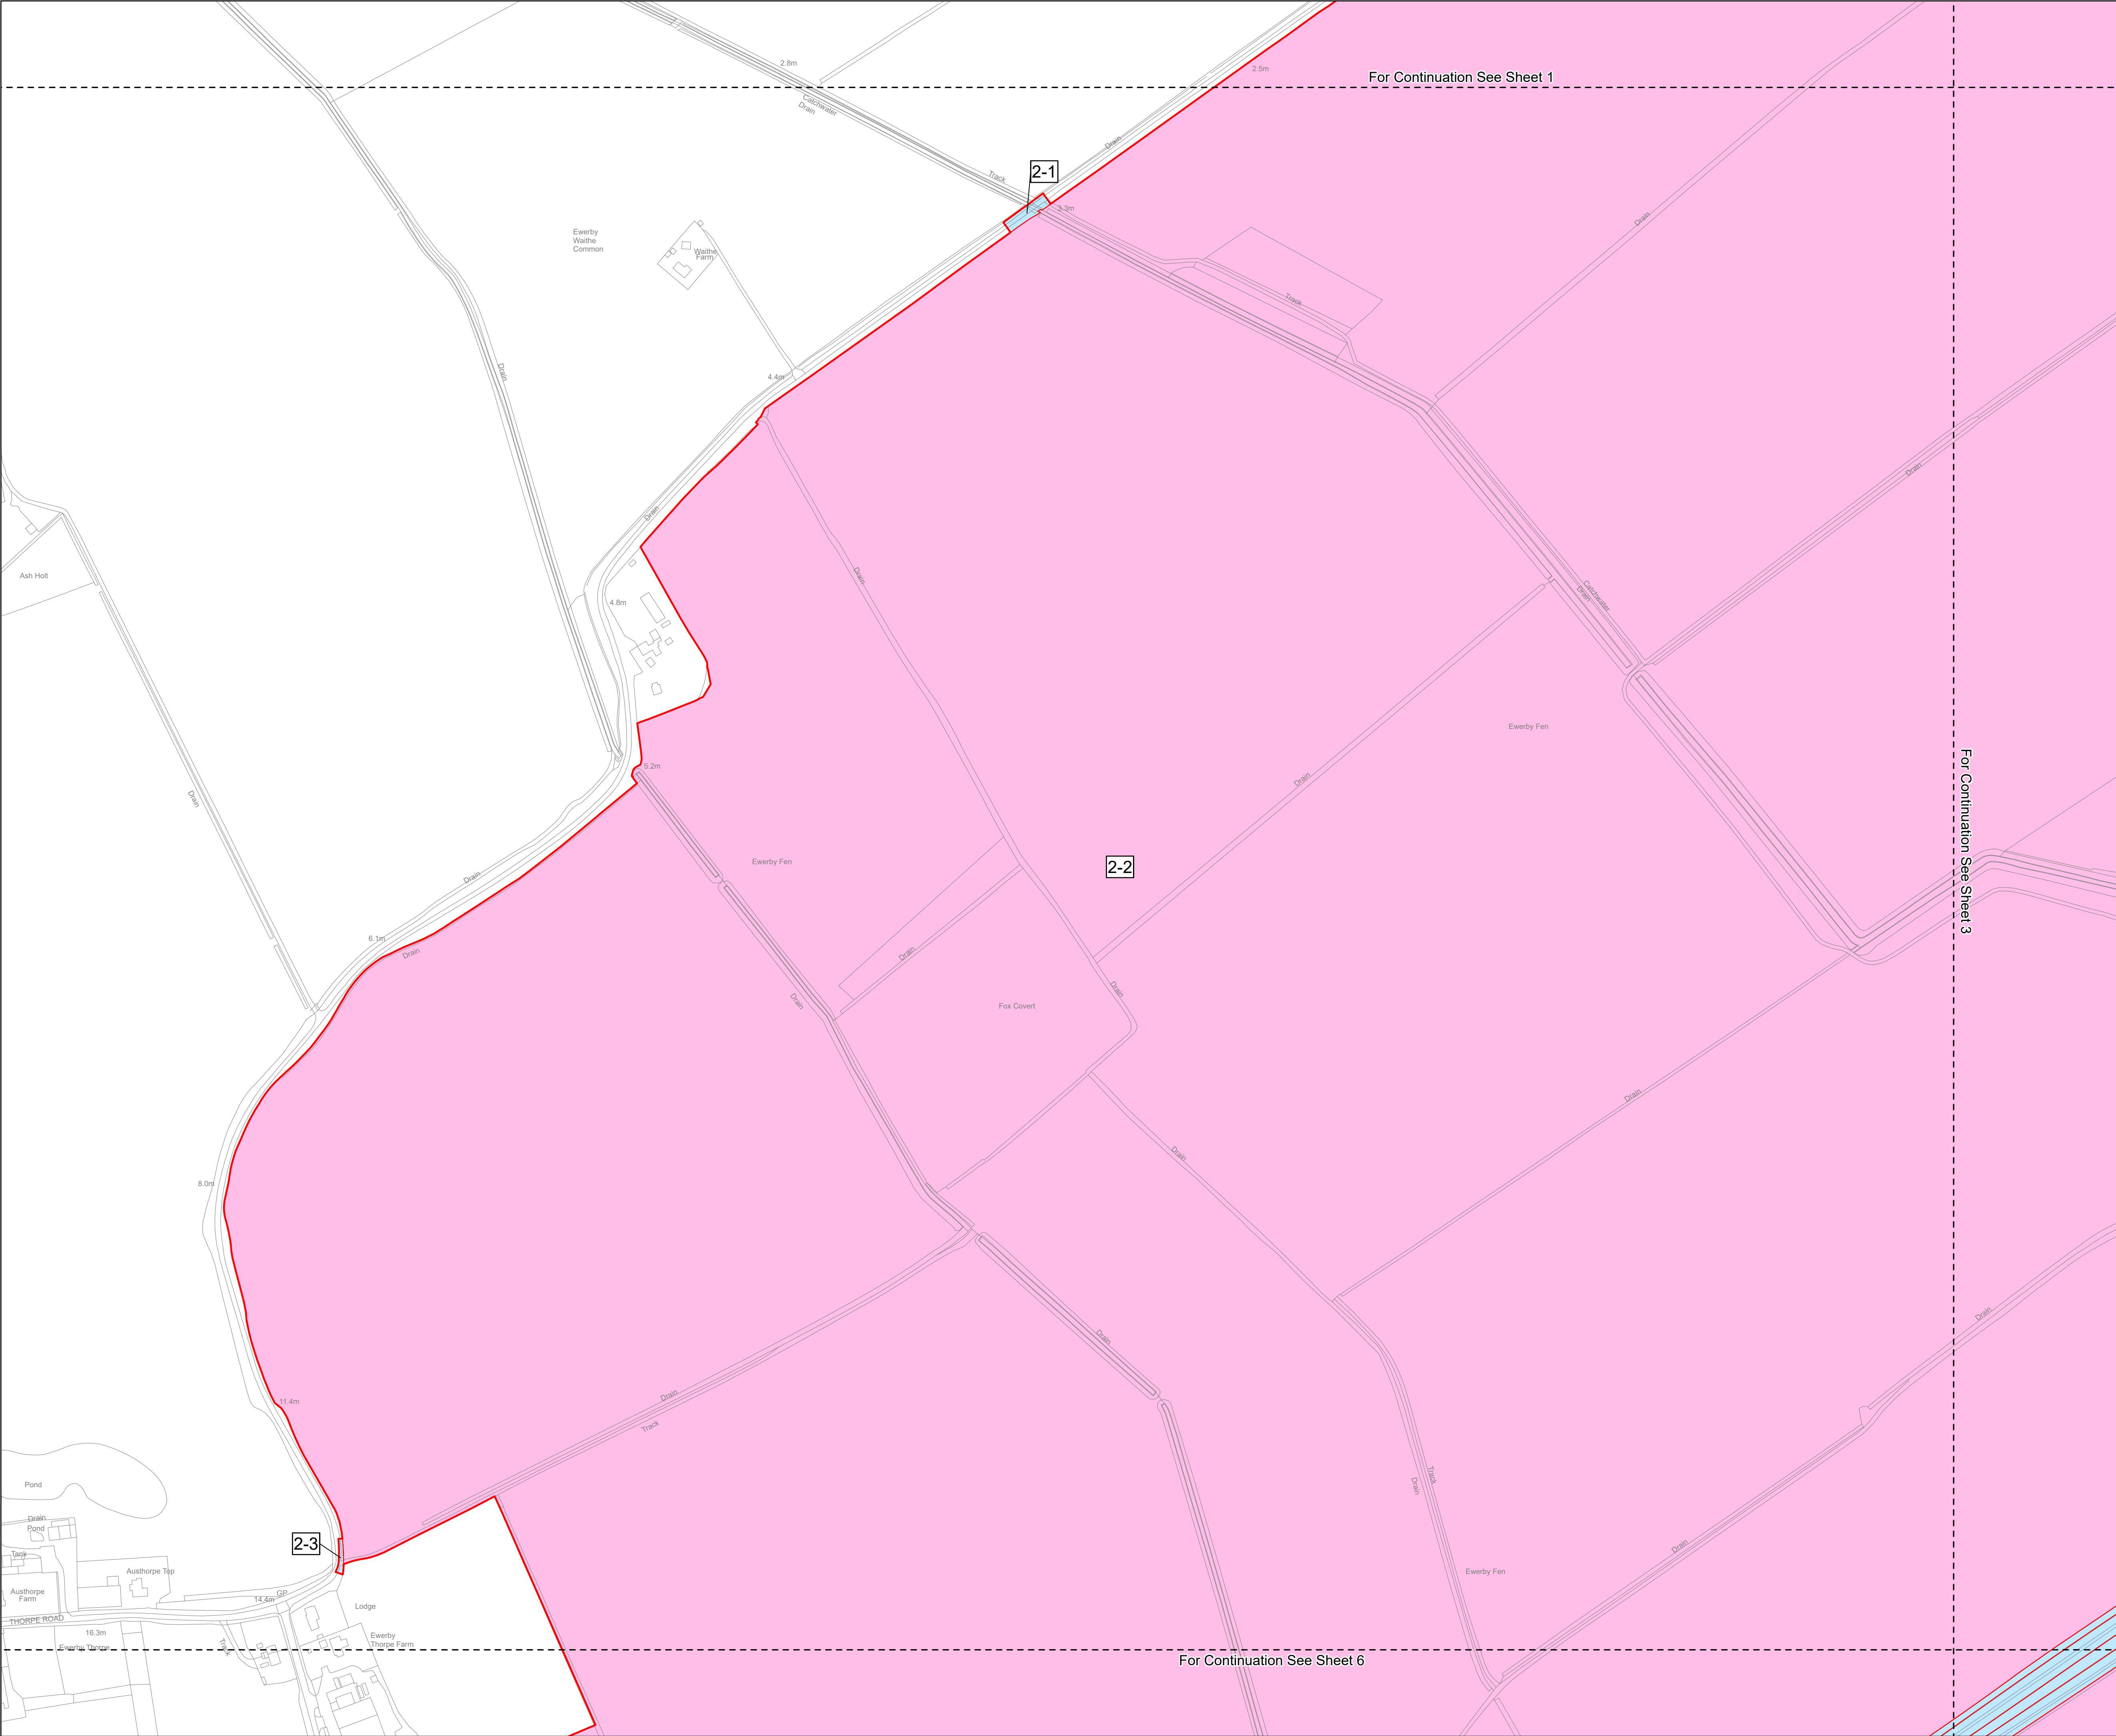 2.8m
2.5m
For Continuation See Sheet 1
Catchwater
Drain
Drain
Track
2-1
3.3m
Drain
Ewerby
Waithe
Common
Waithe
Farm
Track
Drain
4.4m
Drain
Drain
Ash Holt
Drain
4.8m
Catchwater
Drain
Ewerby Fen
5.2m
Drain
Drain
For Continuation See Sheet 3
Ewerby Fen
2-2
Drain
6.1m
Drain
Drain
Drain
Drain
Fox Covert
Drain
Drain
8.0m
Drain
Drain
Drain
11.4m
Track
Track
Drain
Pond
Drain
Pond
2-3
Tank
Drain
Austhorpe Top
Ewerby Fen
Austhorpe
Farm
GP
14.4m
Lodge
THORPE ROAD
16.3m
Ewerby Thorpe
Track
Ewerby
Thorpe Farm
For Continuation See Sheet 6